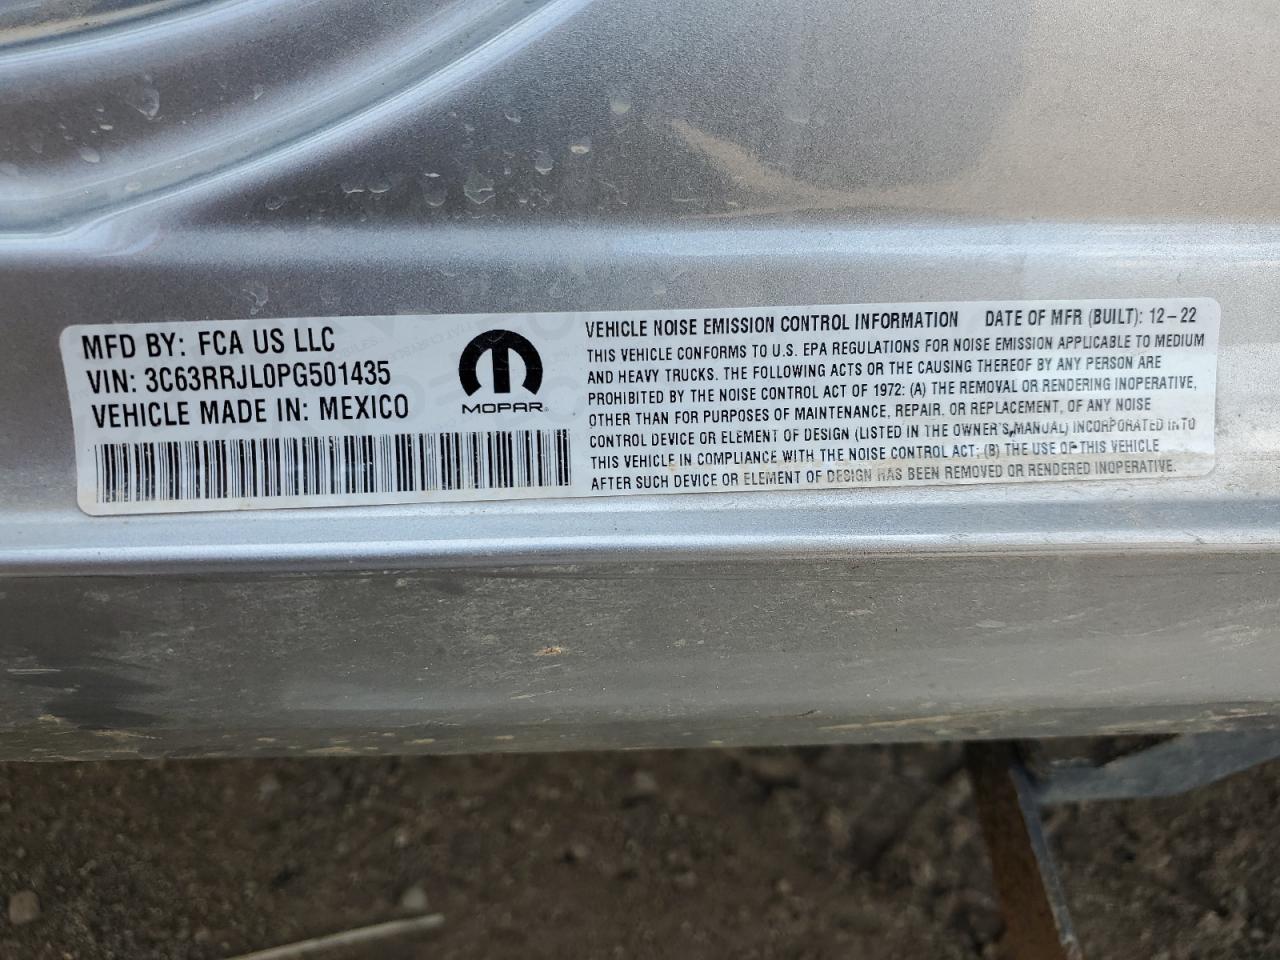 MFD BY: FCA US LLC
VIN: 3C63RRJL0PG501435
VEHICLE MADE IN: MEXICO
MOPAR
VEHICLE NOISE EMISSION CONTROL INFORMATION DATE OF MFR (BUILT): 12-22
THIS VEHICLE CONFORMS TO U.S. EPA REGULATIONS FOR NOISE EMISSION APPLICABLE TO MEDIUM
AND HEAVY TRUCKS. THE FOLLOWING ACTS OR THE CAUSING THEREOF BY ANY PERSON ARE
PROHIBITED BY THE NOISE CONTROL ACT OF 1972: (A) THE REMOVAL OR RENDERING INOPERATIVE,
OTHER THAN FOR PURPOSES OF MAINTENANCE, REPAIR, OR REPLACEMENT, OF ANY NOISE
CONTROL DEVICE OR ELEMENT OF DESIGN (LISTED IN THE OWNER'S MANUAL) INCORPORATED INTO
THIS VEHICLE IN COMPLIANCE WITH THE NOISE CONTROL ACT; (B) THE USE OF THIS VEHICLE
AFTER SUCH DEVICE OR ELEMENT OF DESIGN HAS BEEN REMOVED OR RENDERED INOPERATIVE.